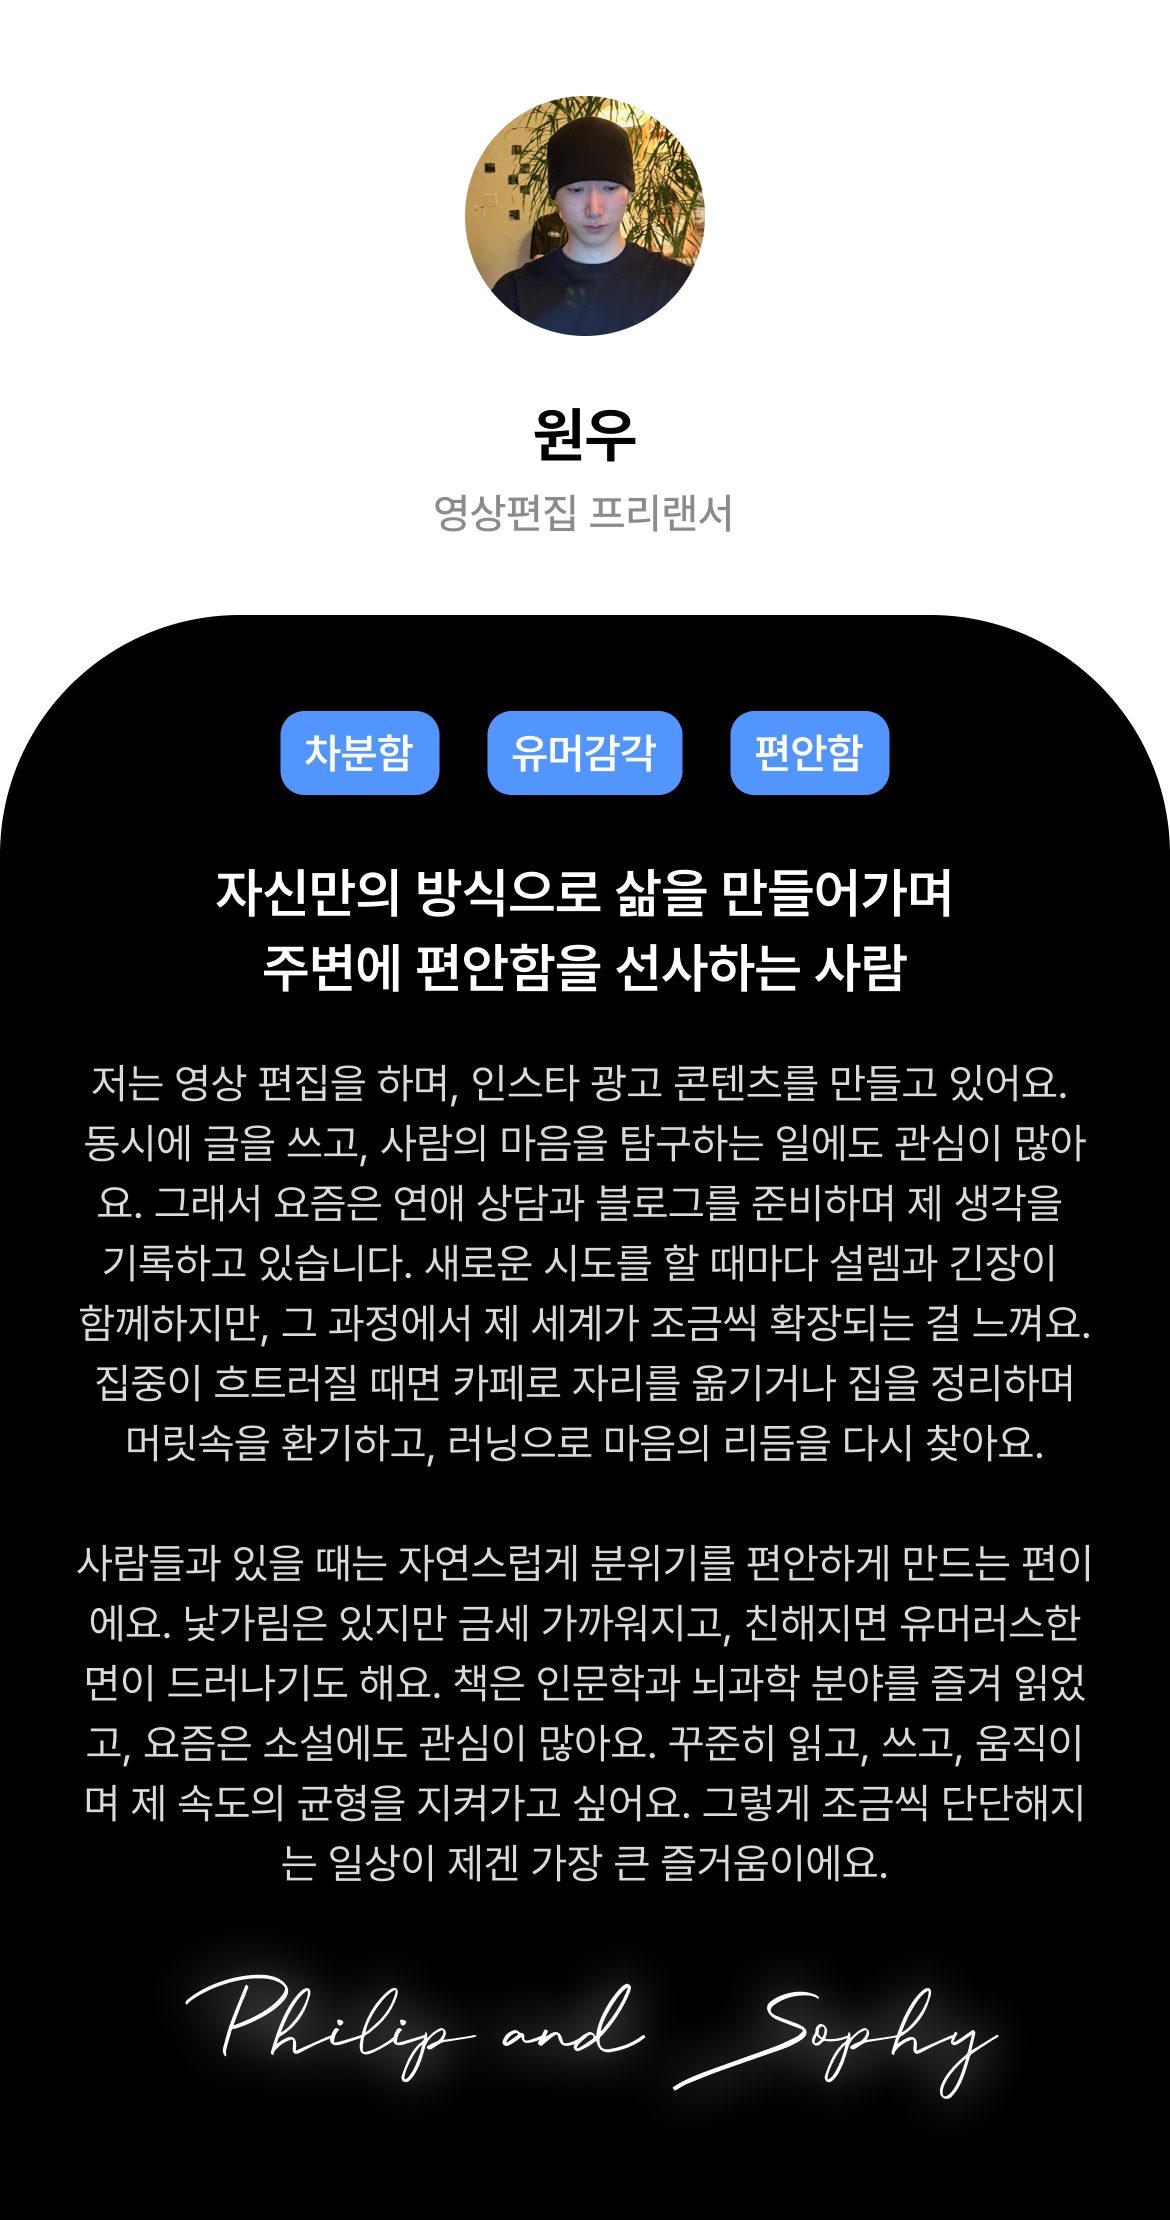 원우
영상편집 프리랜서
차분함 유머감각 편안함
자신만의 방식으로 삶을 만들어가며
주변에 편안함을 선사하는 사람
저는 영상 편집을 하며, 인스타 광고 콘텐츠를 만들고 있어요.
동시에 글을 쓰고, 사람의 마음을 탐구하는 일에도 관심이 많아
요. 그래서 요즘은 연애 상담과 블로그를 준비하며 제 생각을
기록하고 있습니다. 새로운 시도를 할 때마다 설렘과 긴장이
함께하지만, 그 과정에서 제 세계가 조금씩 확장되는 걸 느껴요.
집중이 흐트러질 때면 카페로 자리를 옮기거나 집을 정리하며
머릿속을 환기하고, 러닝으로 마음의 리듬을 다시 찾아요.
사람들과 있을 때는 자연스럽게 분위기를 편안하게 만드는 편이
에요. 낯가림은 있지만 금세 가까워지고, 친해지면 유머러스한
면이 드러나기도 해요. 책은 인문학과 뇌과학 분야를 즐겨 읽었
고, 요즘은 소설에도 관심이 많아요. 꾸준히 읽고, 쓰고, 움직이
며 제 속도의 균형을 지켜가고 싶어요. 그렇게 조금씩 단단해지
는 일상이 제겐 가장 큰 즐거움이에요.
Philip and Sophy